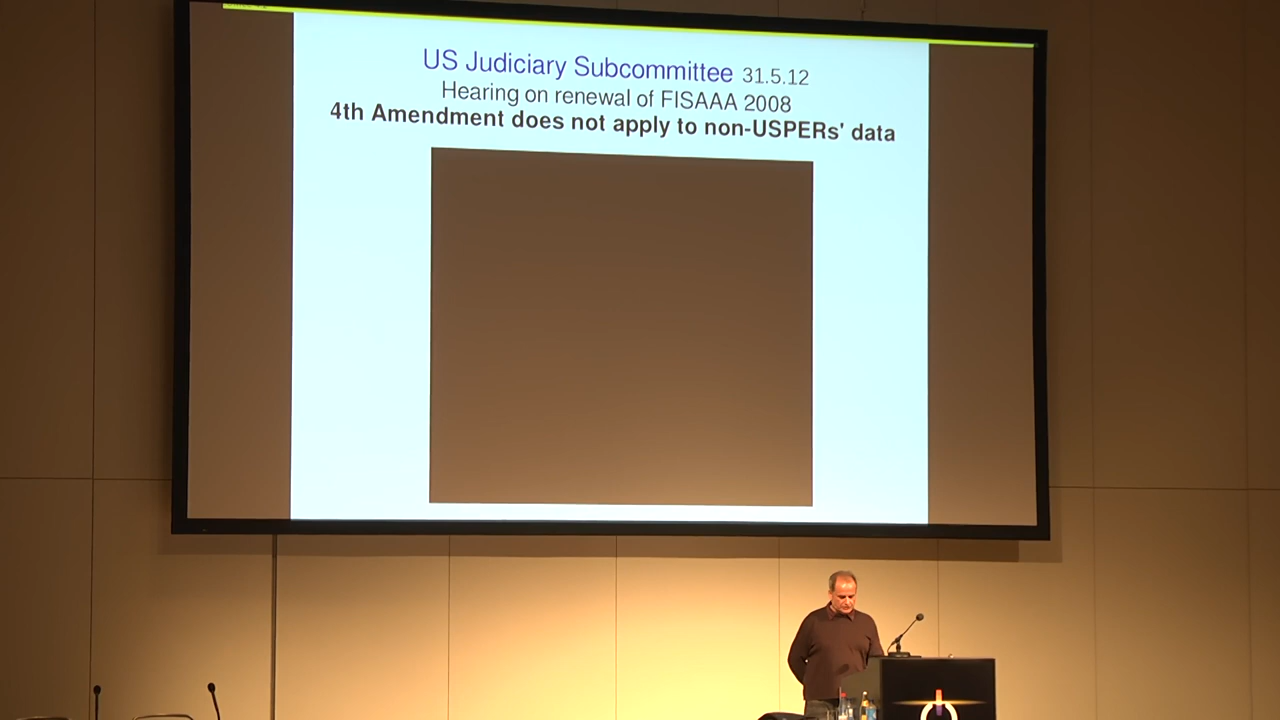 US Judiciary Subcommittee 31.5.12
Hearing on renewal of FISAAA 2008
4th Amendment does not apply to non-USPERs' data